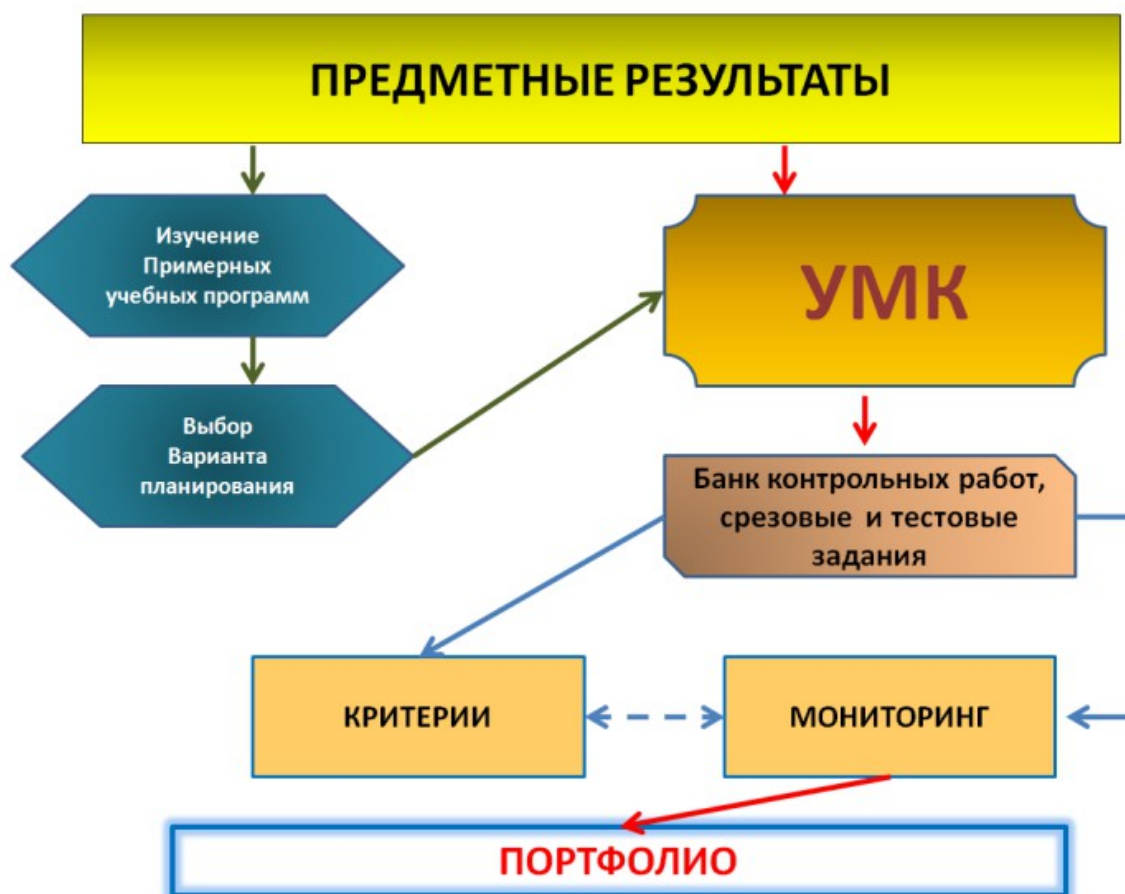 ПРЕДМЕТНЫЕ РЕЗУЛЬТАТЫ
Изучение
Примерных
учебных программ
УМК
Выбор
Варианта
планирования
Банк контрольных работ,
срезовые и тестовые
задания
КРИТЕРИИ
МОНИТОРИНГ
ПОРТФОЛИО